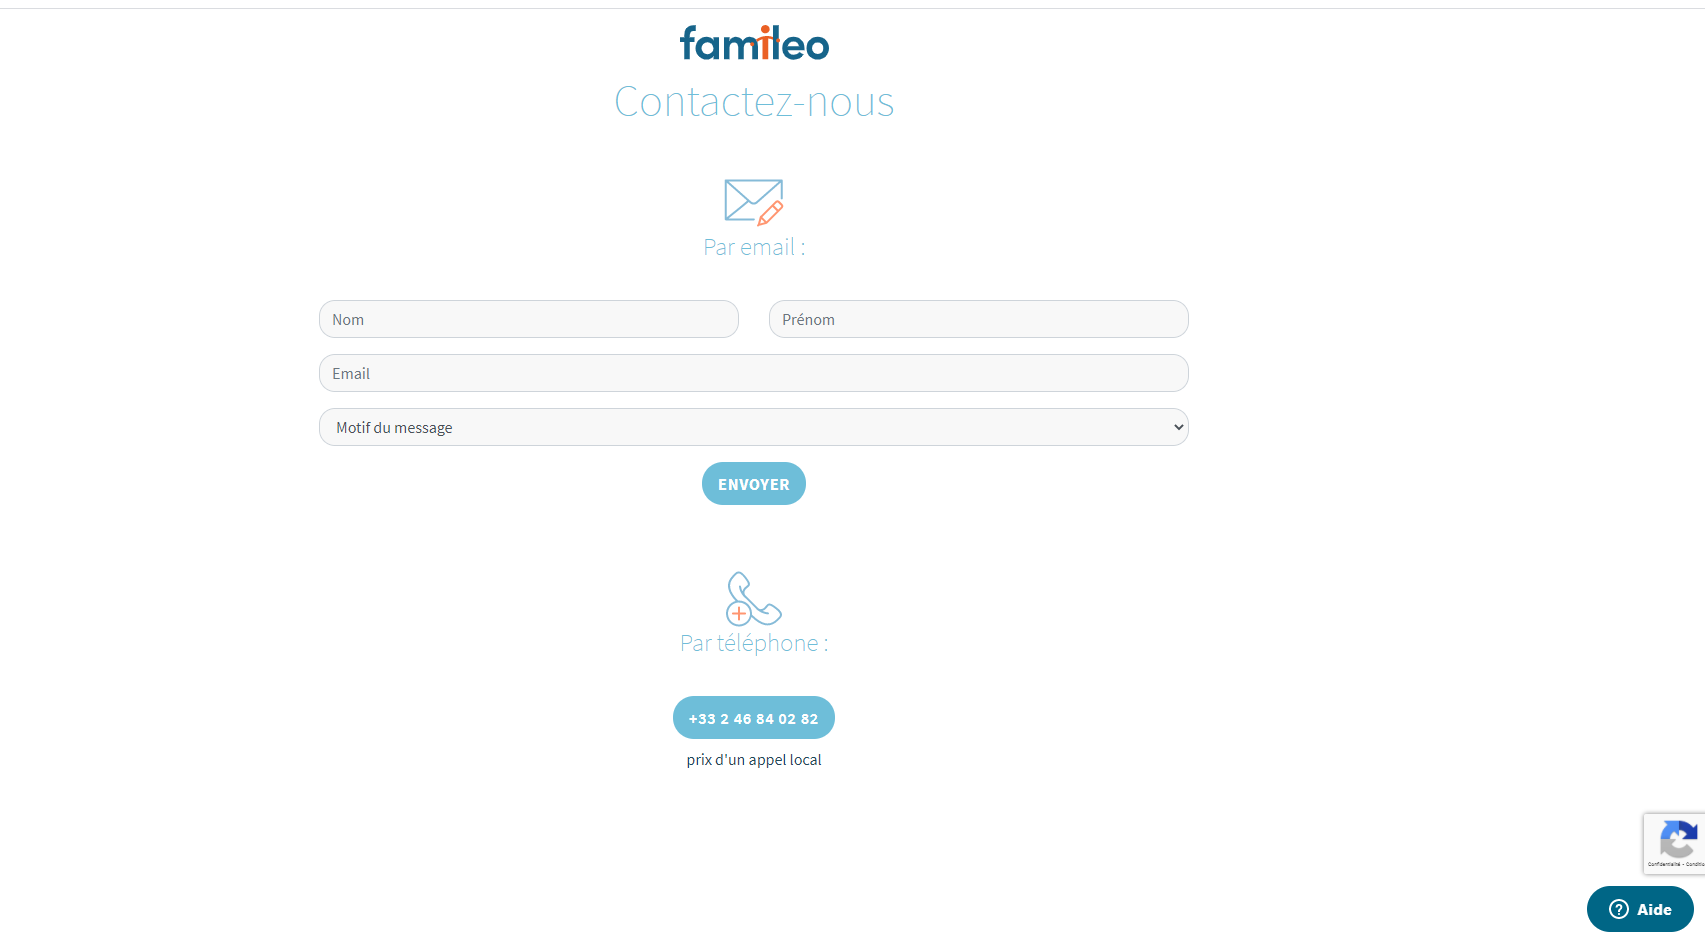 famileo
Contactez-nous
Par email :
Nom
Prénom
Email
Motif du message
ENVOYER
Par téléphone :
+33 2 46 84 02 82
prix d'un appel local
Confidentialité - Conditio
Aide